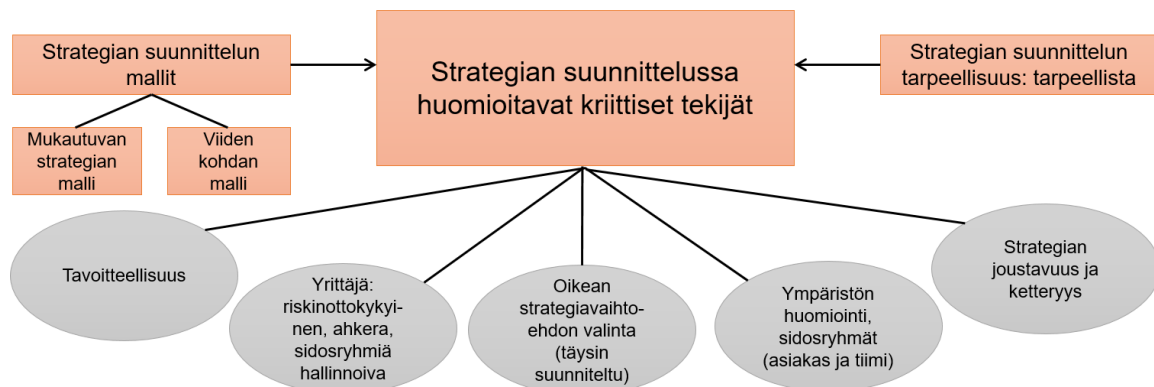 Strategian suunnittelun
mallit
Strategian suunnittelussa
huomioitavat kriittiset tekijät
Strategian suunnittelun
tarpeellisuus: tarpeellista
Mukautuvan
strategian
malli
Viiden
kohdan
malli
Tavoitteellisuus
Yrittäjä:
riskinottokykyi-
nen, ahkera,
sidosryhmiä
hallinnoiva
Oikean
strategiavaihto-
ehdon valinta
(täysin
suunniteltu)
Ympäristön
huomiointi,
sidosryhmät
(asiakas ja tiimi)
Strategian
joustavuus ja
ketteryys